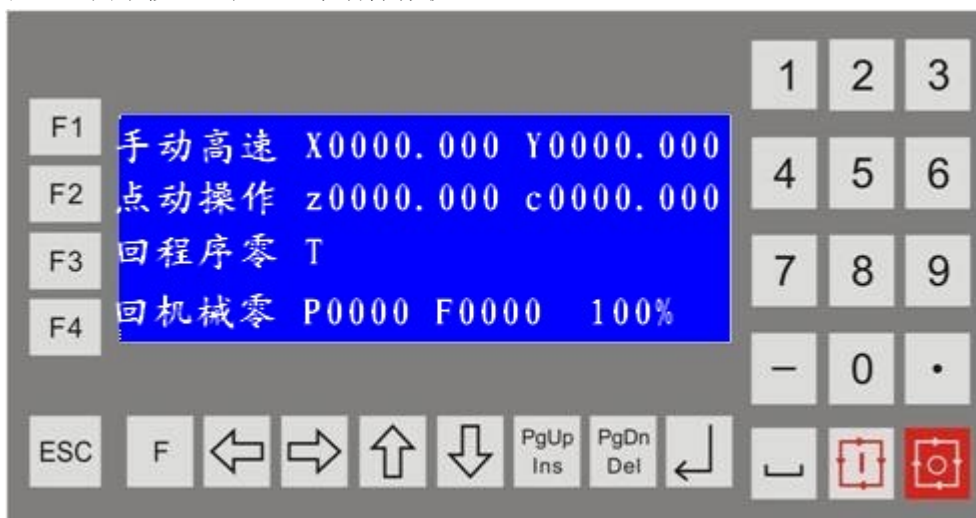 1 2 3
F1 手动高速 X0000.000 Y0000.000
F2 点动操作 z0000.000 c0000.000
4 5 6
F3 回程序零 T
7 8 9
F4 回机械零 P0000 F0000 100%
- 0 .
ESC F PgUp Ins PgDn Del